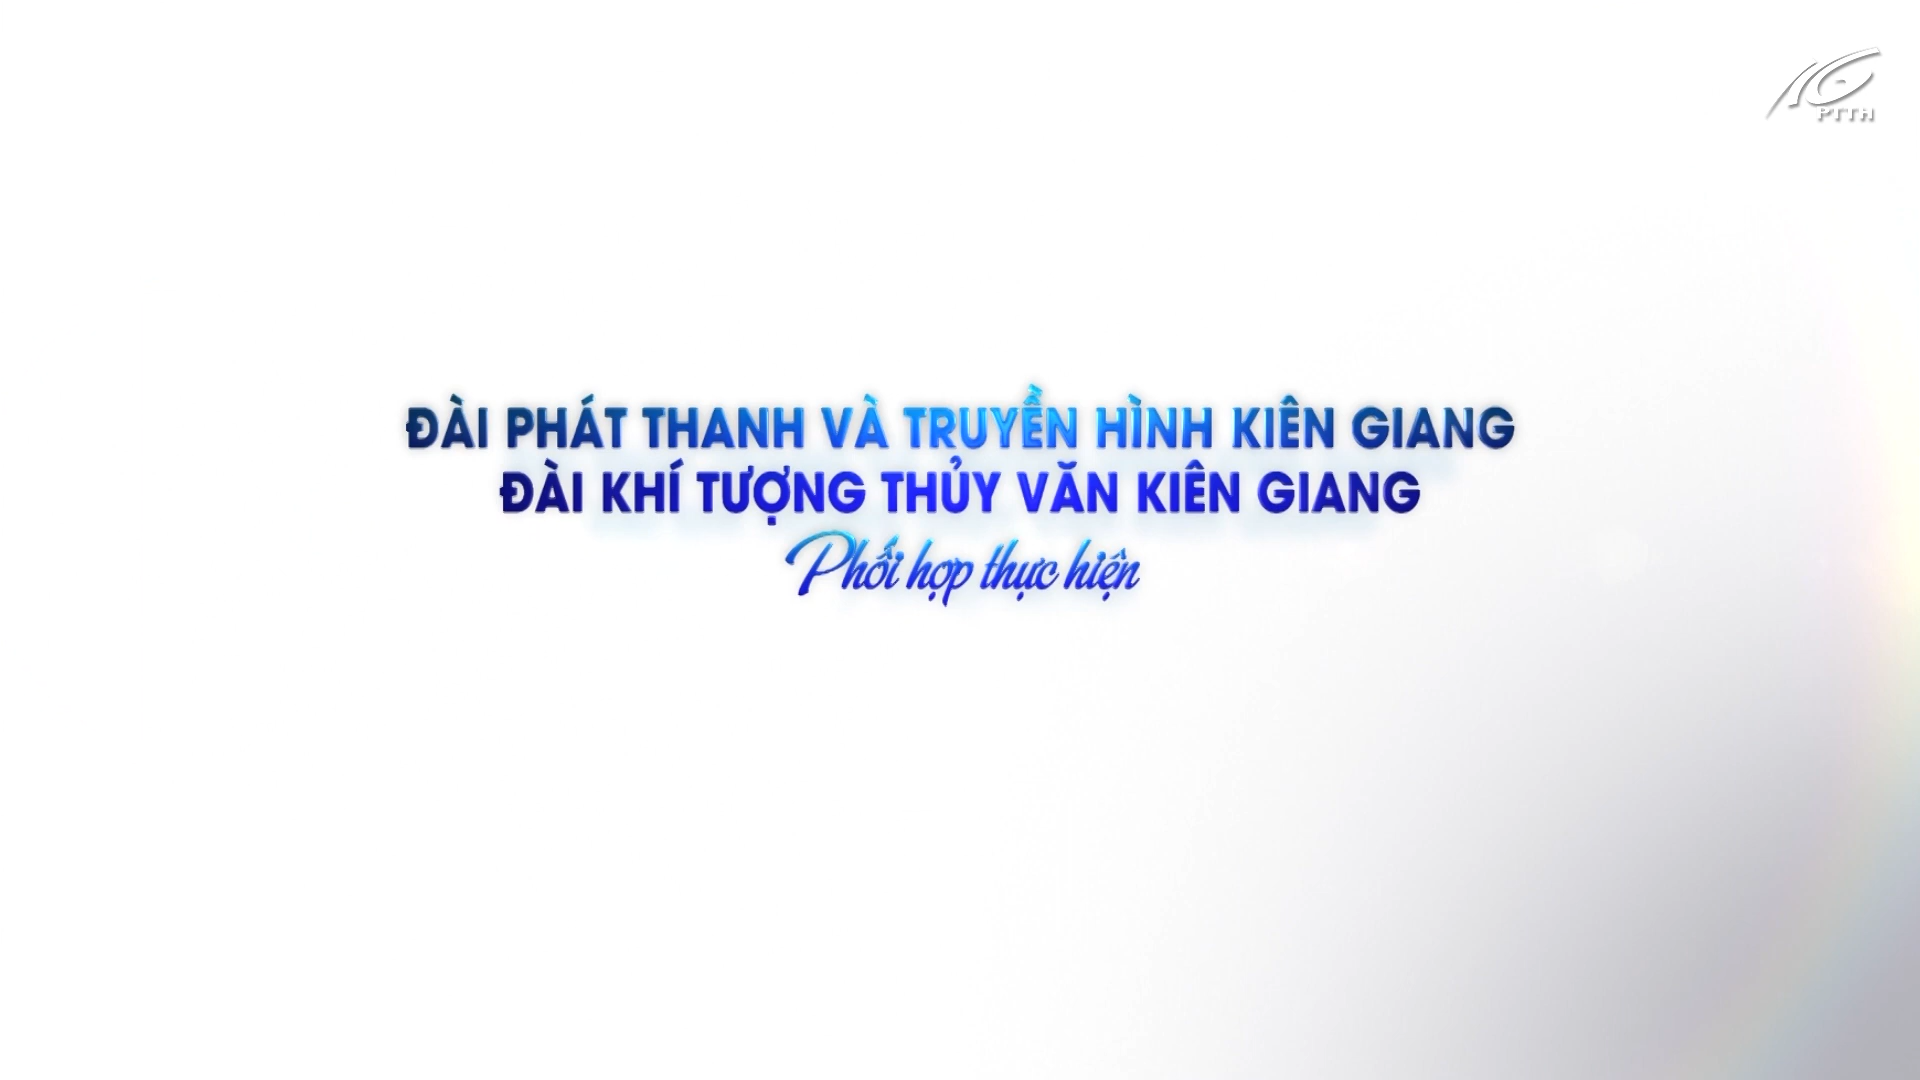 PTTH
ĐÀI PHÁT THANH VÀ TRUYỀN HÌNH KIÊN GIANG
ĐÀI KHÍ TƯỢNG THỦY VĂN KIÊN GIANG
Phối hợp thực hiện